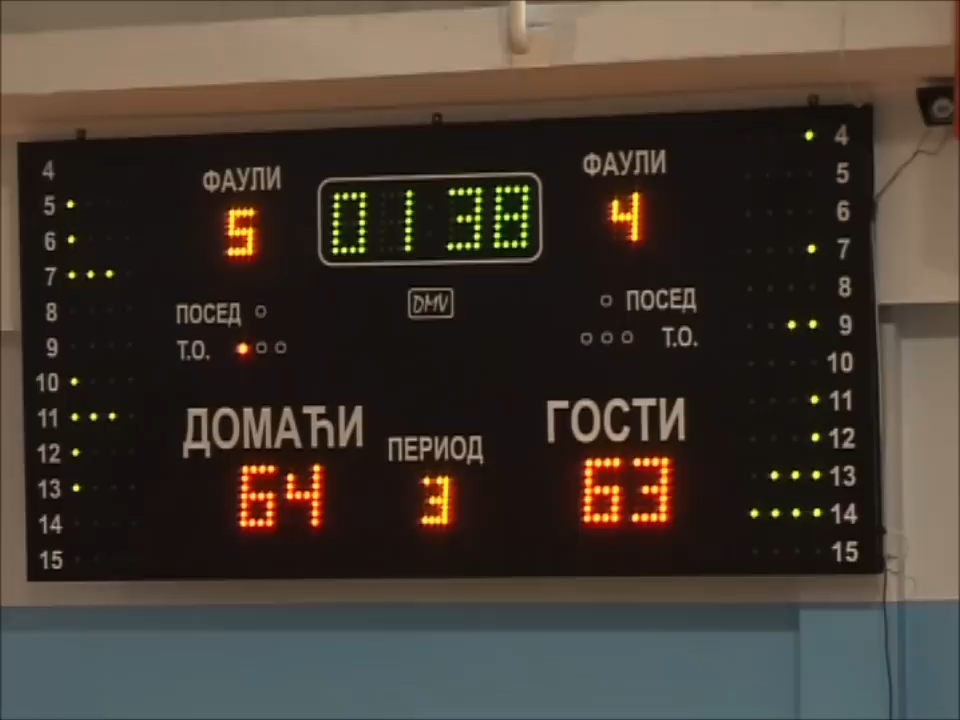 ФАУЛИ 01 38 ФАУЛИ
5 4
DMV
ПОСЕД ПОСЕД
Т.О. Т.О.
ДОМАЋИ ПЕРИОД ГОСТИ
64 3 63
4 4
5 5
6 6
7 7
8 8
9 9
10 10
11 11
12 12
13 13
14 14
15 15